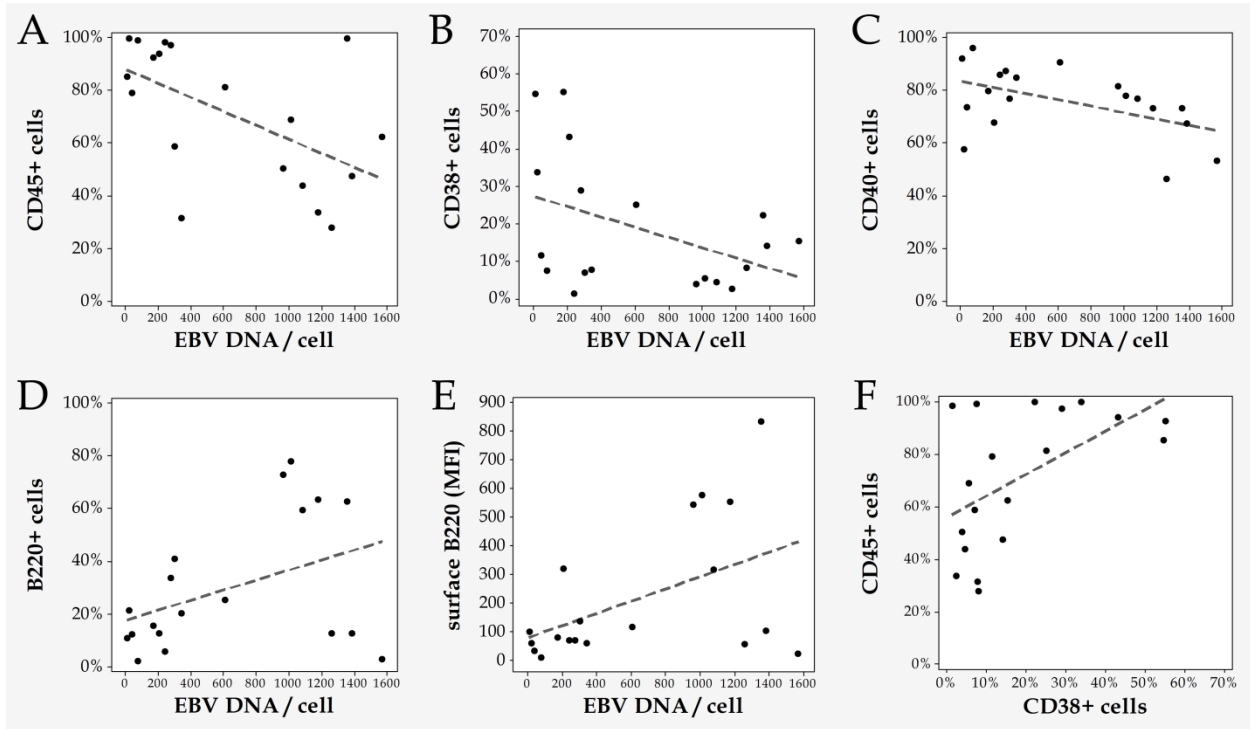 A
100%
80%
60%
40%
20%
0%
CD45+ cells
0 200 400 600 800 1000 1200 1400 1600
EBV DNA/cell
B
70%
60%
50%
40%
30%
20%
10%
0%
CD38+ cells
0 200 400 600 800 1000 1200 1400 1600
EBV DNA/cell
C
100%
80%
60%
40%
20%
0%
CD40+ cells
0 200 400 600 800 1000 1200 1400 1600
EBV DNA/cell
D
100%
80%
60%
40%
20%
0%
B220+ cells
0 200 400 600 800 1000 1200 1400 1600
EBV DNA/cell
E
900
800
700
600
500
400
300
200
100
0
surface B220 (MFI)
0 200 400 600 800 1000 1200 1400 1600
EBV DNA/cell
F
100%
80%
60%
40%
20%
0%
CD45+ cells
0% 10% 20% 30% 40% 50% 60% 70%
CD38+ cells